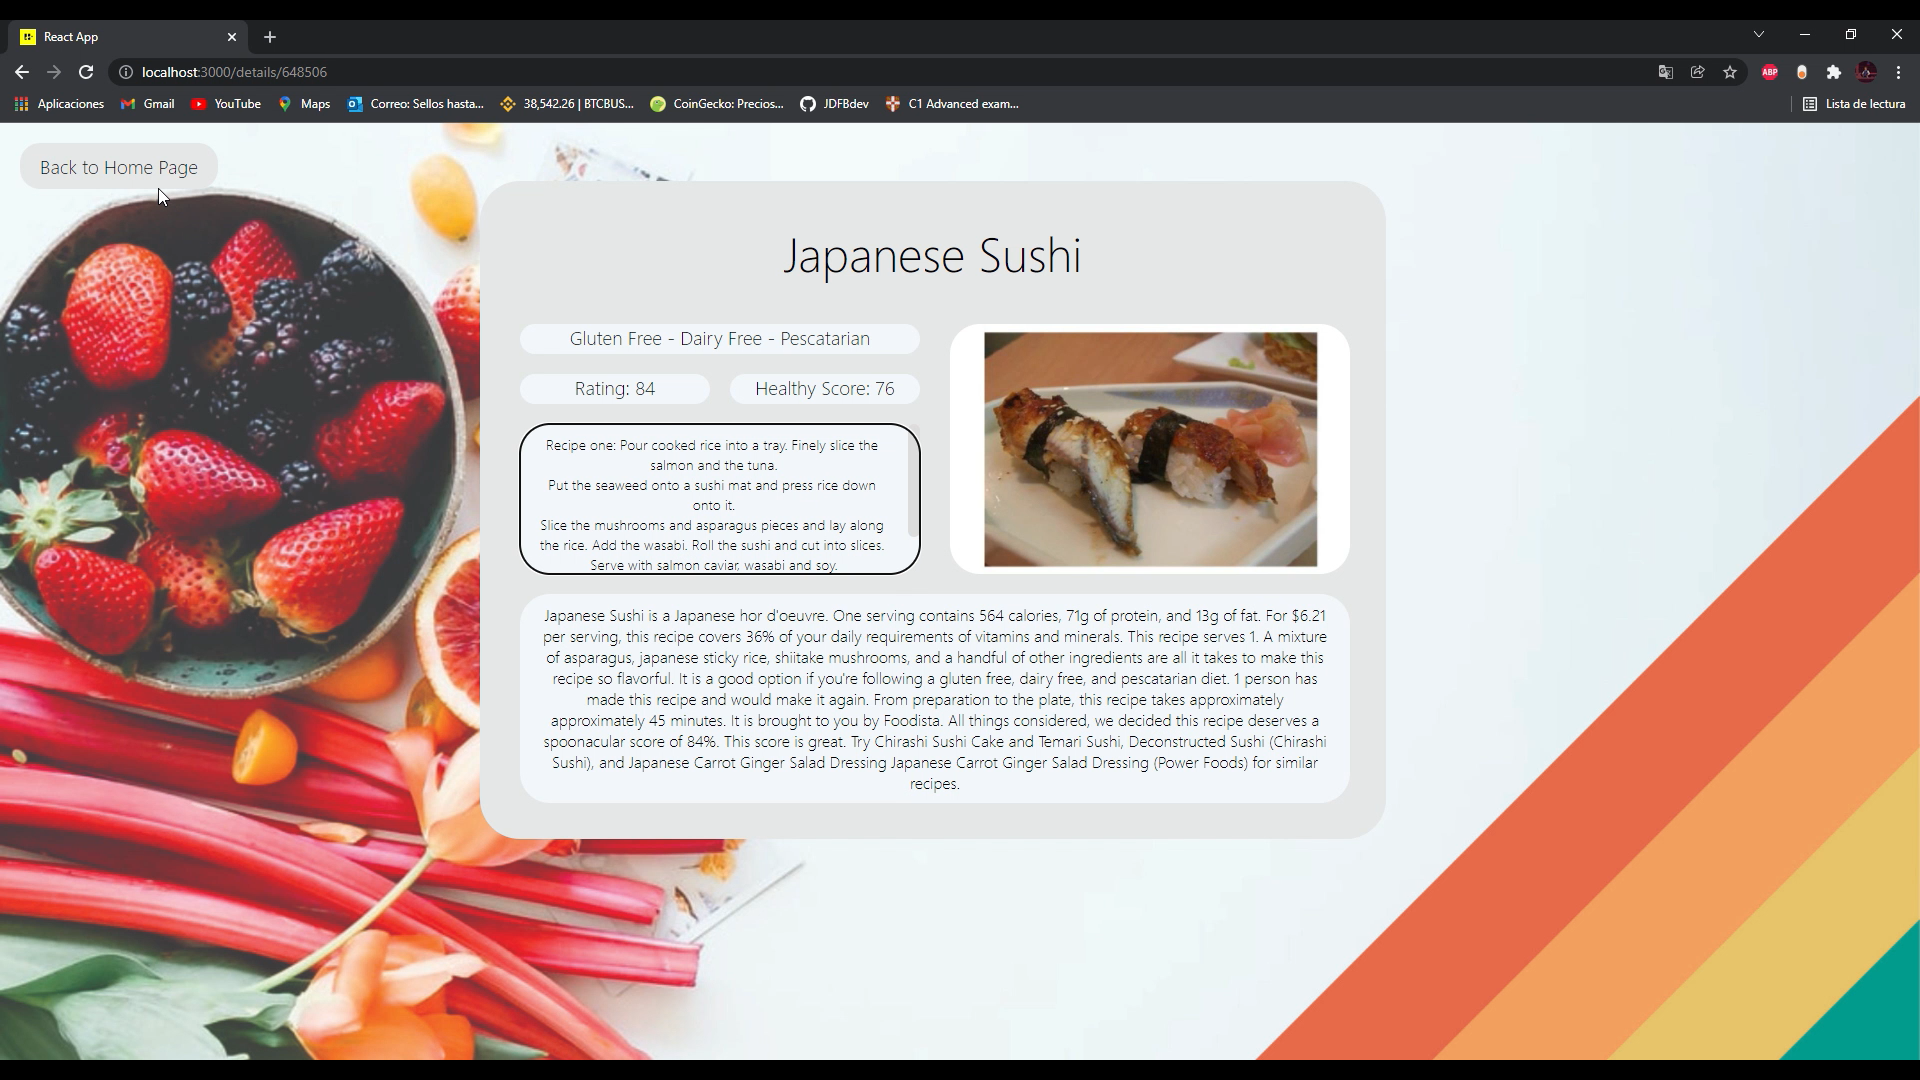 React App
localhost:3000/details/648506
ABP
Aplicaciones
Gmail
YouTube
Maps
Correo: Sellos hasta...
38,542.26 | BTCBUS...
CoinGecko: Precios...
JDFBdev
C1 Advanced exam...
Lista de lectura
Back to Home Page
Japanese Sushi
Gluten Free - Dairy Free - Pescatarian
Rating: 84
Healthy Score: 76
Recipe one: Pour cooked rice into a tray. Finely slice the
salmon and the tuna.
Put the seaweed onto a sushi mat and press rice down
onto it.
Slice the mushrooms and asparagus pieces and lay along
the rice. Add the wasabi. Roll the sushi and cut into slices.
Serve with salmon caviar, wasabi and soy.
Japanese Sushi is a Japanese hor d'oeuvre. One serving contains 564 calories, 71g of protein, and 13g of fat. For $6.21
per serving, this recipe covers 36% of your daily requirements of vitamins and minerals. This recipe serves 1. A mixture
of asparagus, japanese sticky rice, shiitake mushrooms, and a handful of other ingredients are all it takes to make this
recipe so flavorful. It is a good option if you're following a gluten free, dairy free, and pescatarian diet. 1 person has
made this recipe and would make it again. From preparation to the plate, this recipe takes approximately
approximately 45 minutes. It is brought to you by Foodista. All things considered, we decided this recipe deserves a
spoonacular score of 84%. This score is great. Try Chirashi Sushi Cake and Temari Sushi, Deconstructed Sushi (Chirashi
Sushi), and Japanese Carrot Ginger Salad Dressing Japanese Carrot Ginger Salad Dressing (Power Foods) for similar
recipes.